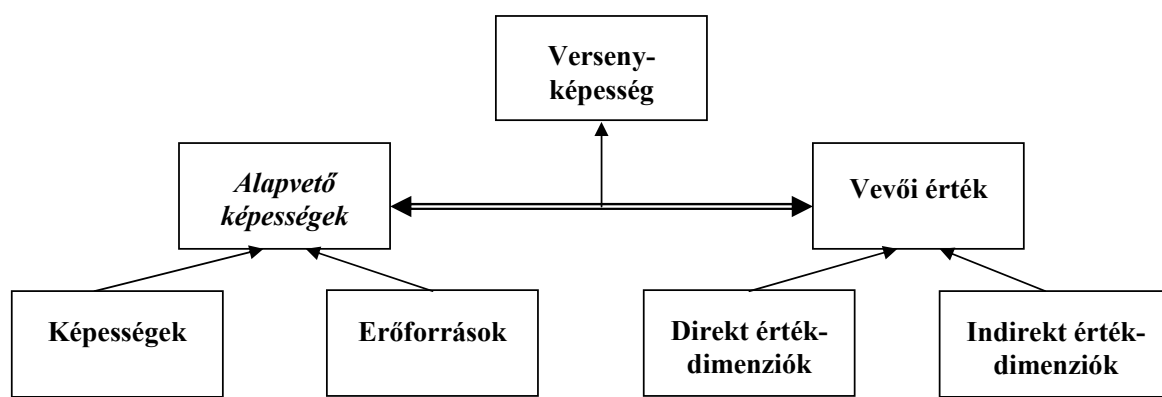 Verseny-
képesség
Alapvető
képességek
Vevői érték
Képességek
Erőforrások
Direkt érték-
dimenziók
Indirekt érték-
dimenziók